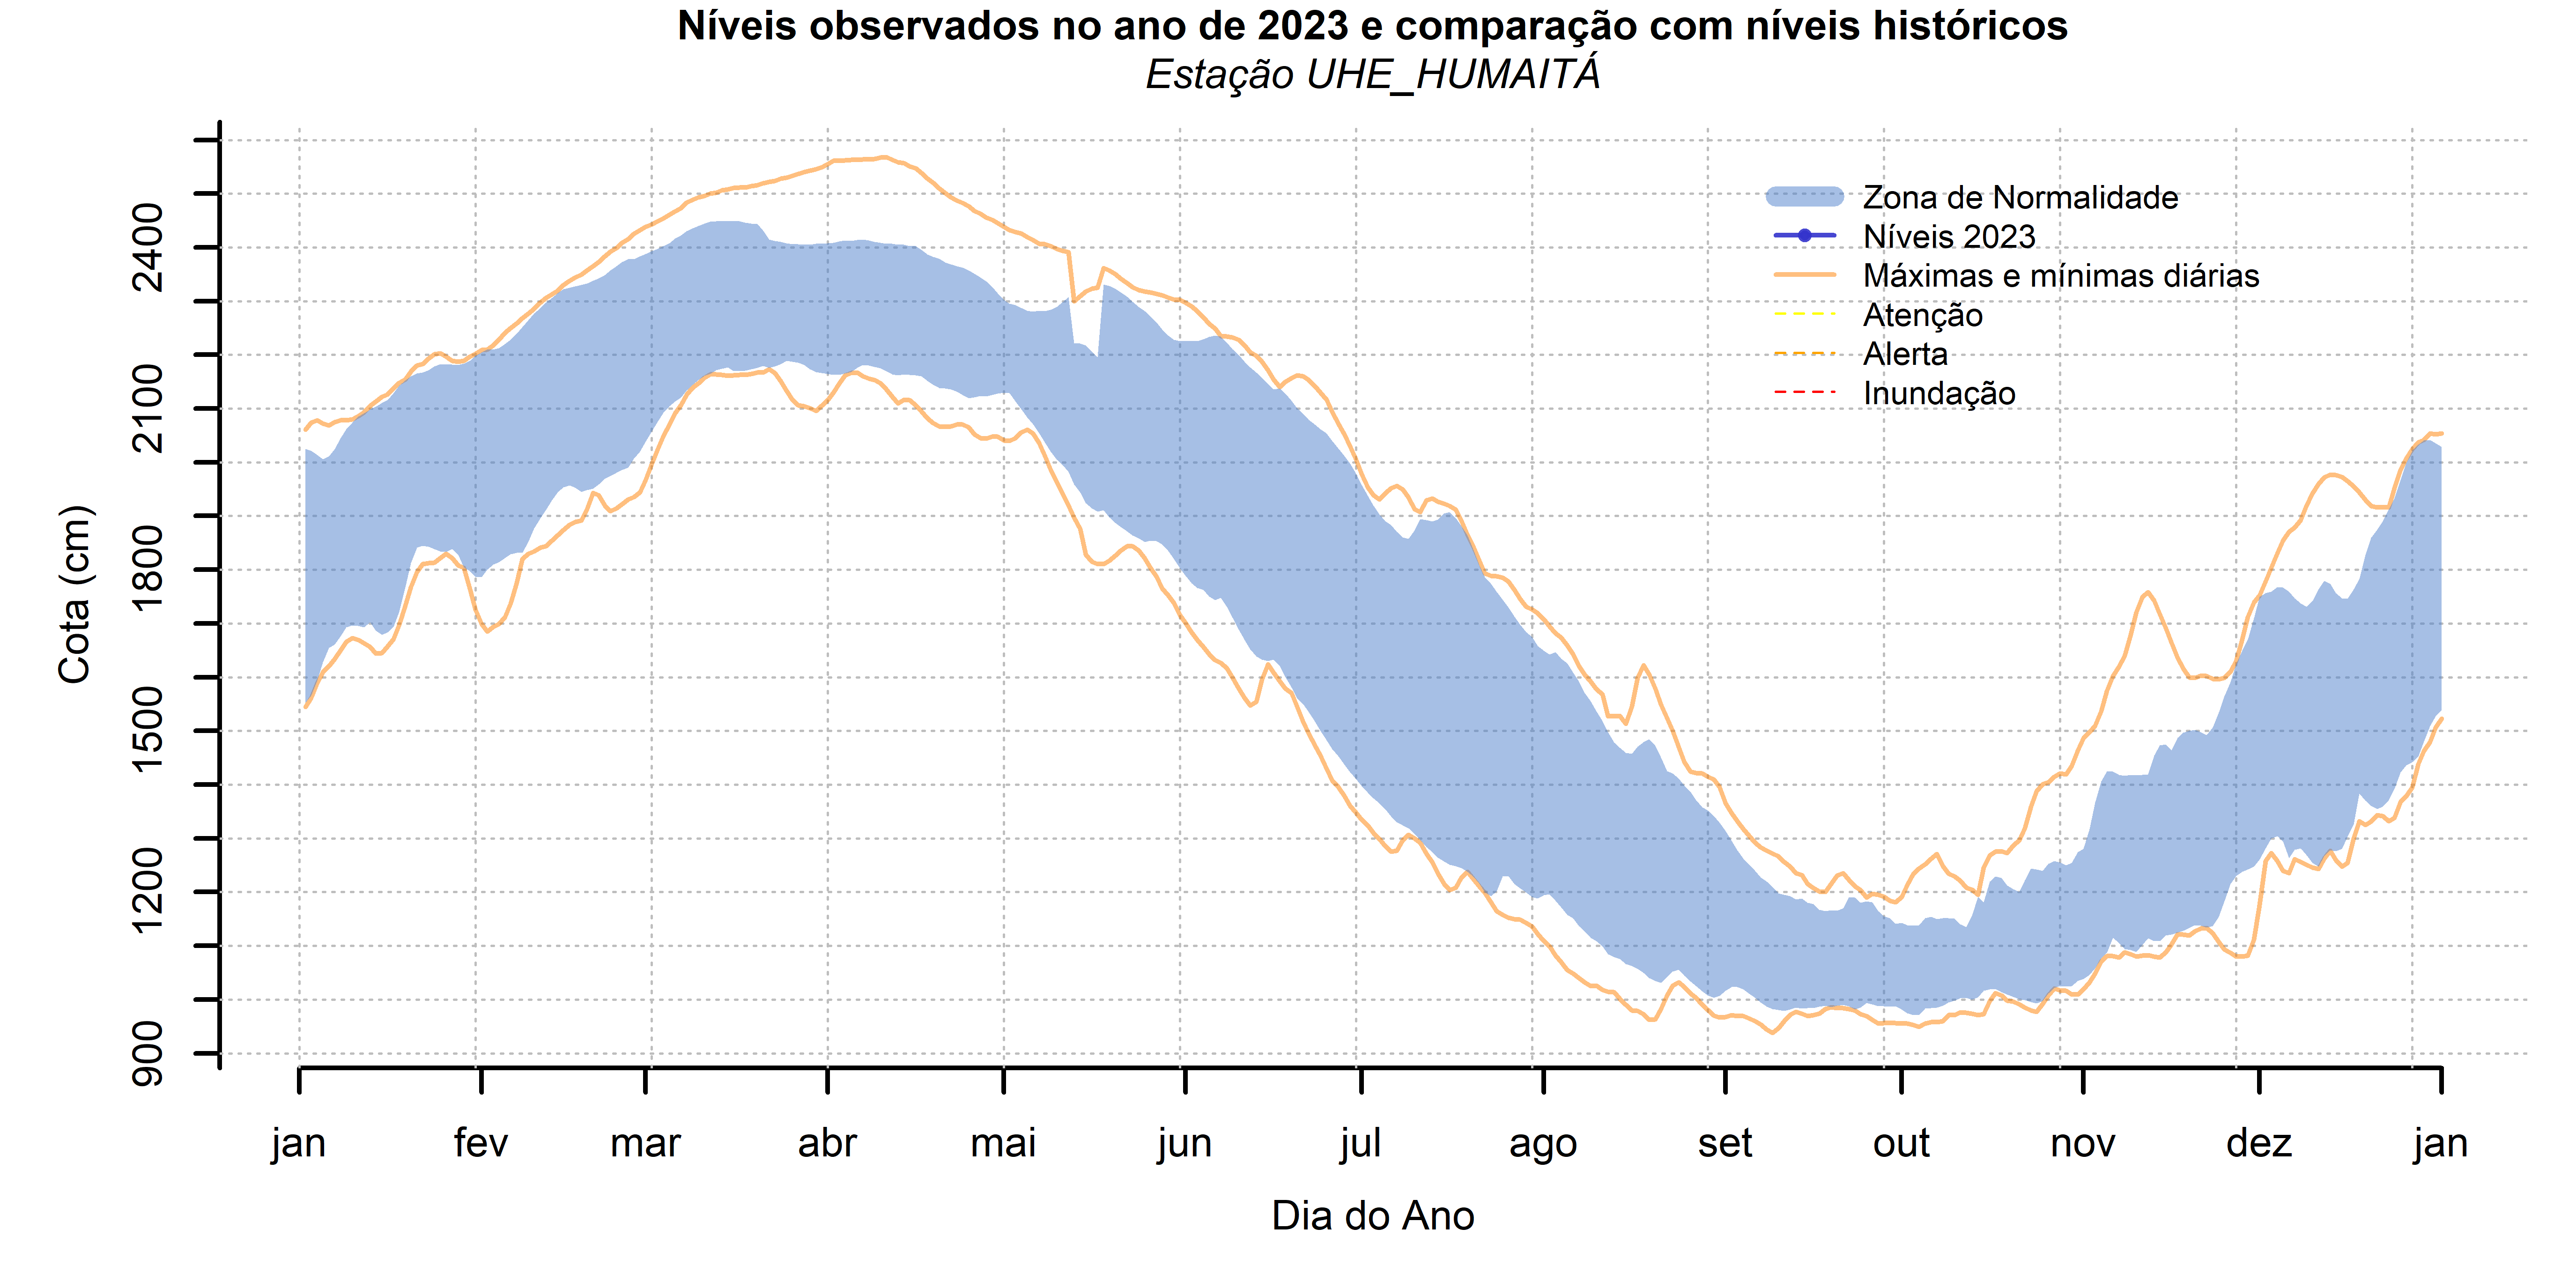 Níveis observados no ano de 2023 e comparação com níveis históricos
Estação UHE_HUMAITÁ
Zona de Normalidade
Níveis 2023
Máximas e mínimas diárias
Atenção
Alerta
Inundação
Cota (cm)
2400
2100
1800
1500
1200
900
jan fev mar abr mai jun jul ago set out nov dez jan
Dia do Ano